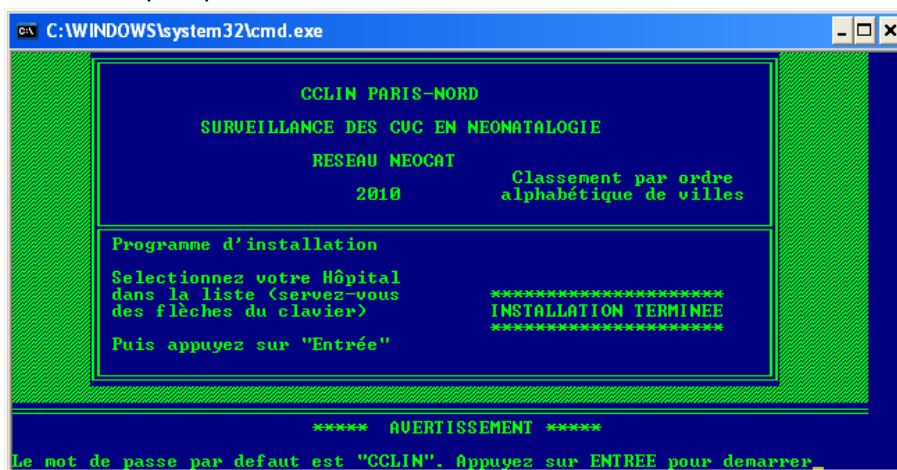 C:\WINDOWS\system32\cmd.exe
CCLIN PARIS-NORD
SURVEILLANCE DES CVC EN NEONATALOGIE
RESEAU NEOCAT
2010
Classement par ordre
alphabétique de villes
Programme d'installation
Selectionnez votre Hôpital
dans la liste (servez-vous
des flèches du clavier)
Puis appuyez sur "Entrée"
*********************
INSTALLATION TERMINEE
*********************
***** AVERTISSEMENT *****
Le mot de passe par defaut est "CCLIN". Appuyez sur ENTREE pour demarrer_